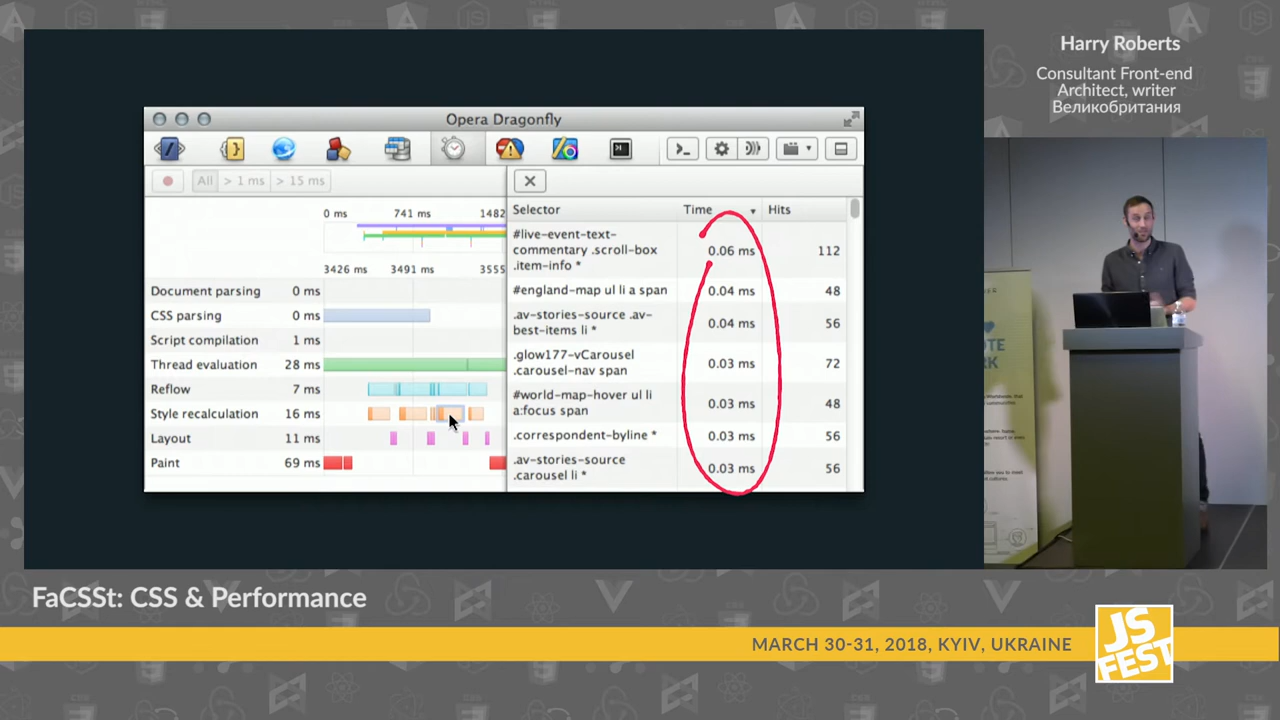 Harry Roberts
Consultant Front-end
Architect, writer
Великобритания
Opera Dragonfly
All > 1 ms > 15 ms
0 ms 741 ms 1482
3426 ms 3491 ms 3555
Document parsing 0 ms
CSS parsing 0 ms
Script compilation 1 ms
Thread evaluation 28 ms
Reflow 7 ms
Style recalculation 16 ms
Layout 11 ms
Paint 69 ms
Selector Time Hits
#live-event-text-
commentary .scroll-box 0.06 ms 112
.item-info *
#england-map ul li a span 0.04 ms 48
.av-stories-source .av-
best-items li * 0.04 ms 56
.glow177-vCarousel
.carousel-nav span 0.03 ms 72
#world-map-hover ul li
a:focus span 0.03 ms 48
.correspondent-byline * 0.03 ms 56
.av-stories-source
.carousel li * 0.03 ms 56
FaCSSt: CSS & Performance
MARCH 30-31, 2018, KYIV, UKRAINE
JS
FEST